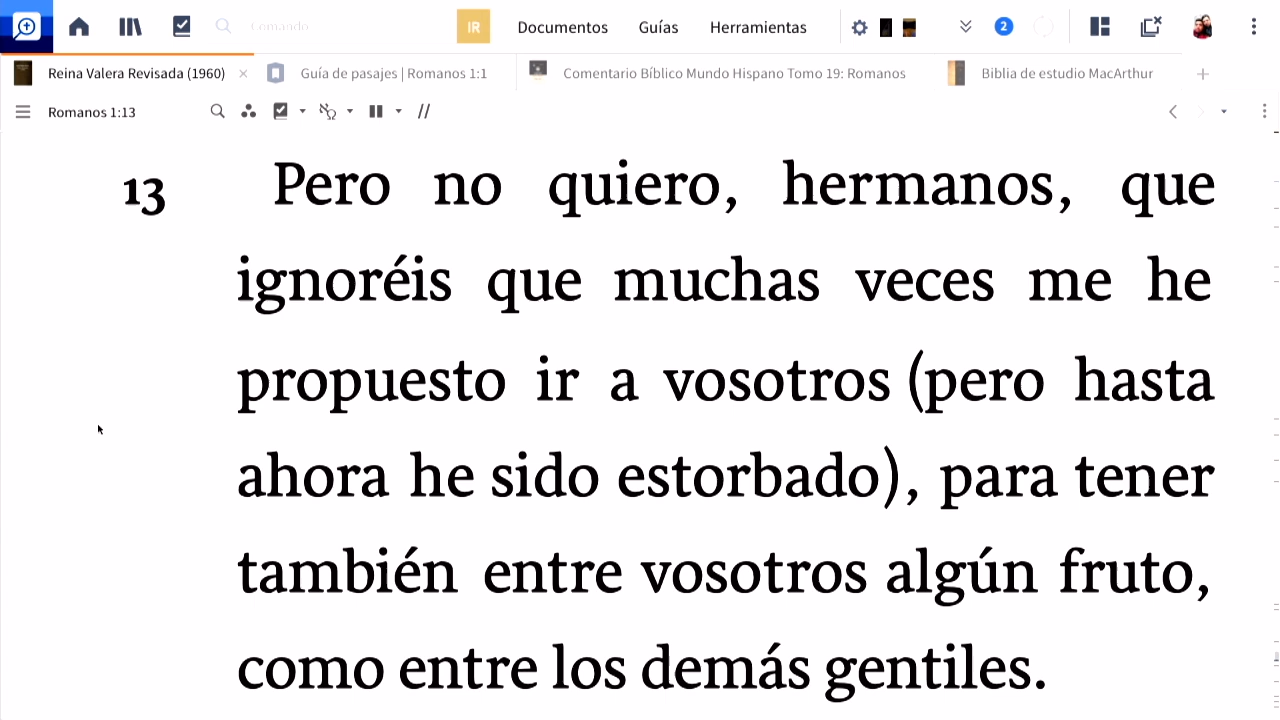 Comando
IR
Documentos
Guías
Herramientas
2
Reina Valera Revisada (1960)
Guía de pasajes | Romanos 1:1
Comentario Bíblico Mundo Hispano Tomo 19: Romanos
Biblia de estudio MacArthur
Romanos 1:13
13 Pero no quiero, hermanos, que
ignoréis que muchas veces me he
propuesto ir a vosotros (pero hasta
ahora he sido estorbado), para tener
también entre vosotros algún fruto,
como entre los demás gentiles.